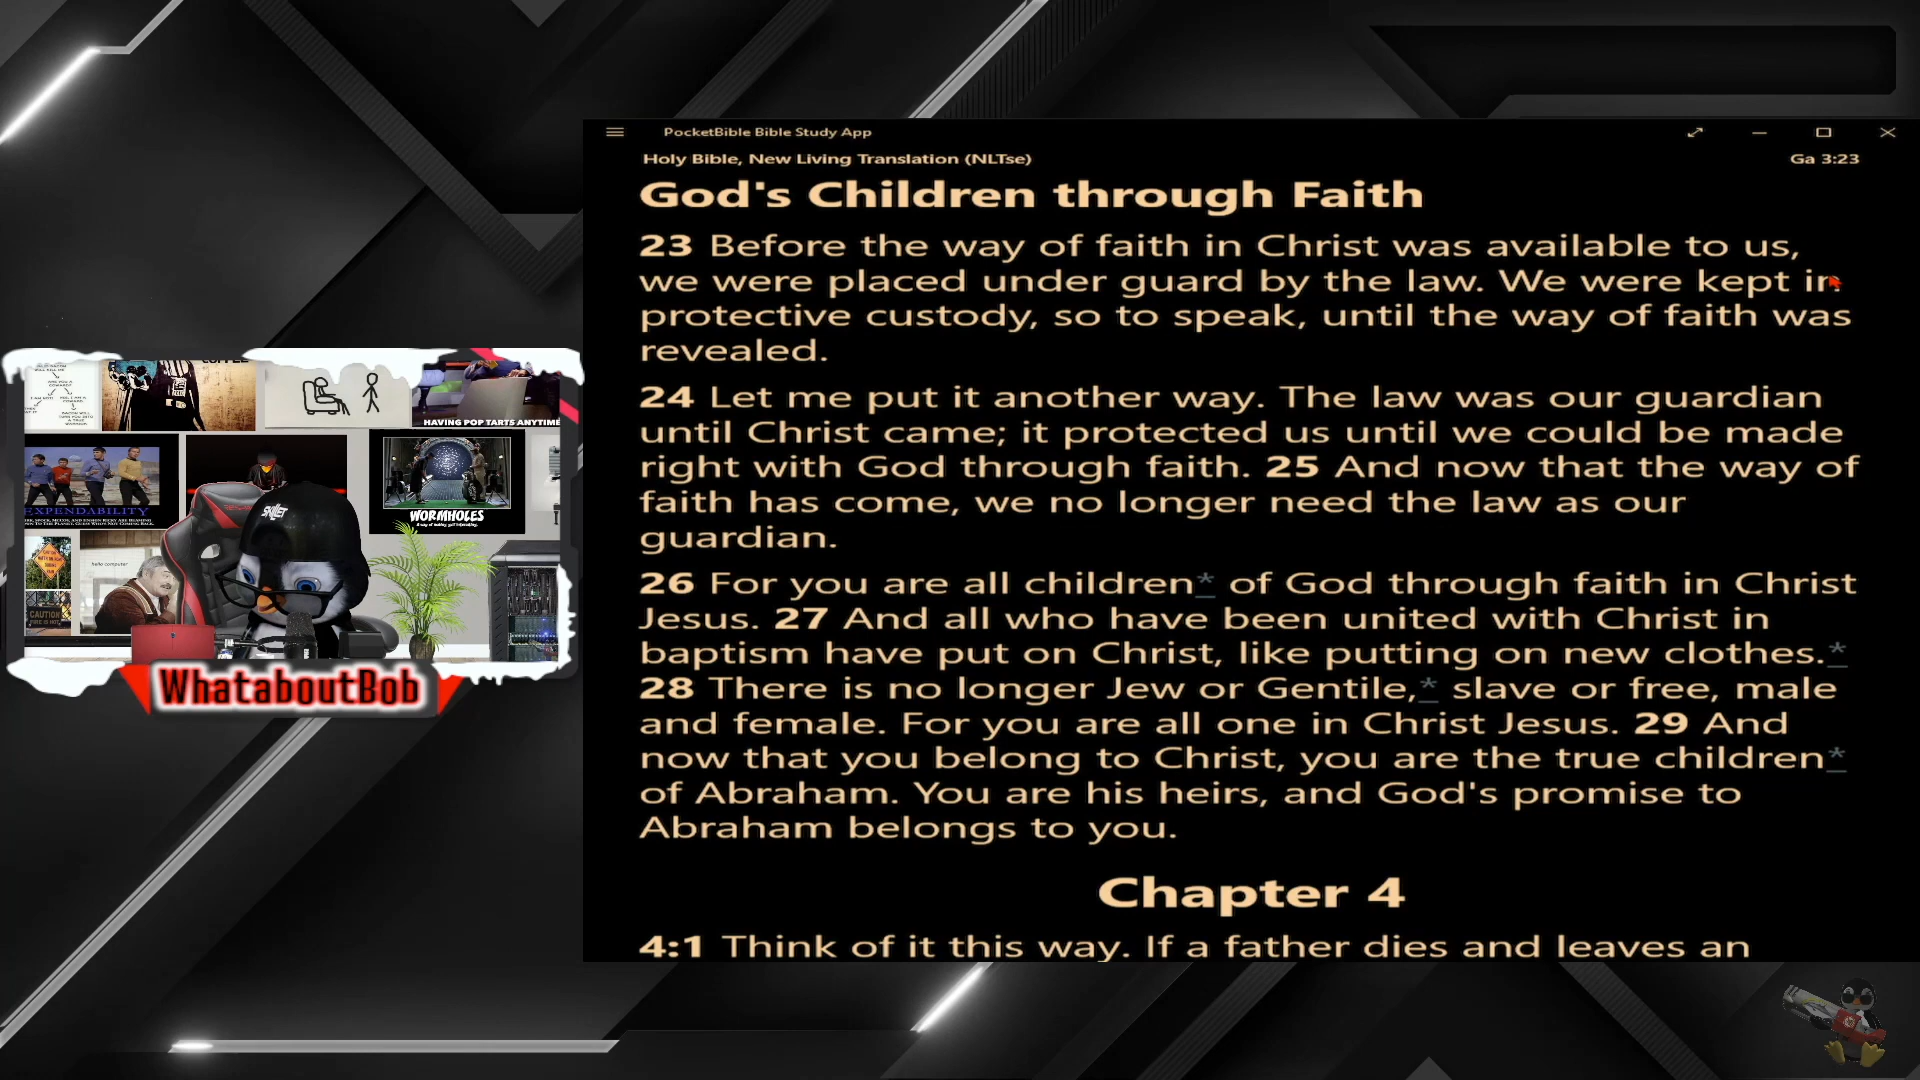 PocketBible Bible Study App
Holy Bible, New Living Translation (NLTse)
Ga 3:23
God's Children through Faith
23 Before the way of faith in Christ was available to us,
we were placed under guard by the law. We were kept in
protective custody, so to speak, until the way of faith was
revealed.
24 Let me put it another way. The law was our guardian
until Christ came; it protected us until we could be made
right with God through faith. 25 And now that the way of
faith has come, we no longer need the law as our
guardian.
26 For you are all children* of God through faith in Christ
Jesus. 27 And all who have been united with Christ in
baptism have put on Christ, like putting on new clothes.*
28 There is no longer Jew or Gentile,* slave or free, male
and female. For you are all one in Christ Jesus. 29 And
now that you belong to Christ, you are the true children*
of Abraham. You are his heirs, and God's promise to
Abraham belongs to you.
Chapter 4
4:1 Think of it this way. If a father dies and leaves an
HAVING POP TARTS ANYTIME
EXPENDABILITY
WORMHOLES
hello computer
CAUTION
WhataboutBob